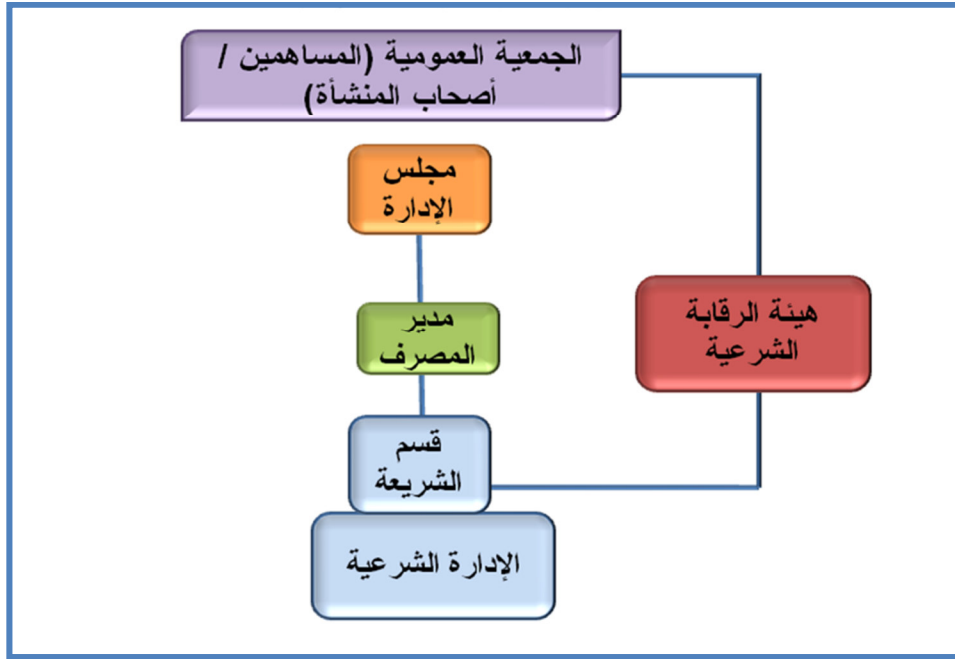 الجمعية العمومية (المساهمين /
أصحاب المنشأة)
مجلس
الإدارة
مدير
المصرف
هيئة الرقابة
الشرعية
قسم
الشريعة
الإدارة الشرعية